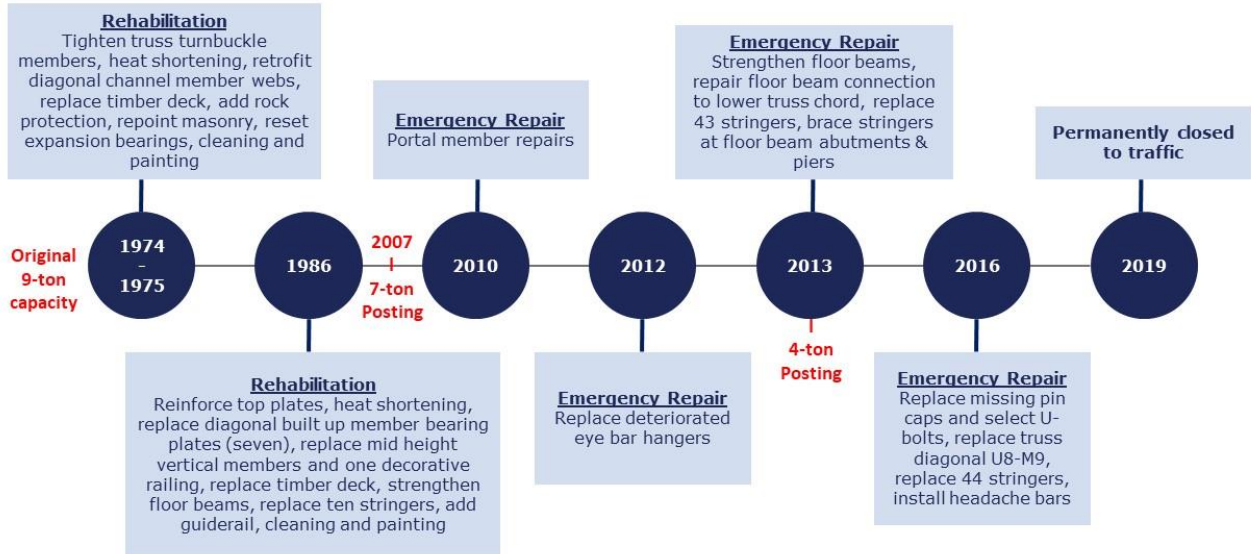 Rehabilitation
Tighten truss turnbuckle
members, heat shortening, retrofit
diagonal channel member webs,
replace timber deck, add rock
protection, repoint masonry, reset
expansion bearings, cleaning and
painting
Emergency Repair
Portal member repairs
Emergency Repair
Strengthen floor beams,
repair floor beam connection
to lower truss chord, replace
43 stringers, brace stringers
at floor beam abutments &
piers
Permanently closed
to traffic
Original
9-ton
capacity
1974
-
1975
1986
2007
7-ton
Posting
2010
2012
2013
4-ton
Posting
2016
2019
Rehabilitation
Reinforce top plates, heat shortening,
replace diagonal built up member bearing
plates (seven), replace mid height
vertical members and one decorative
railing, replace timber deck, strengthen
floor beams, replace ten stringers, add
guiderail, cleaning and painting
Emergency Repair
Replace deteriorated
eye bar hangers
Emergency Repair
Replace missing pin
caps and select U-
bolts, replace truss
diagonal U8-M9,
replace 44 stringers,
install headache bars